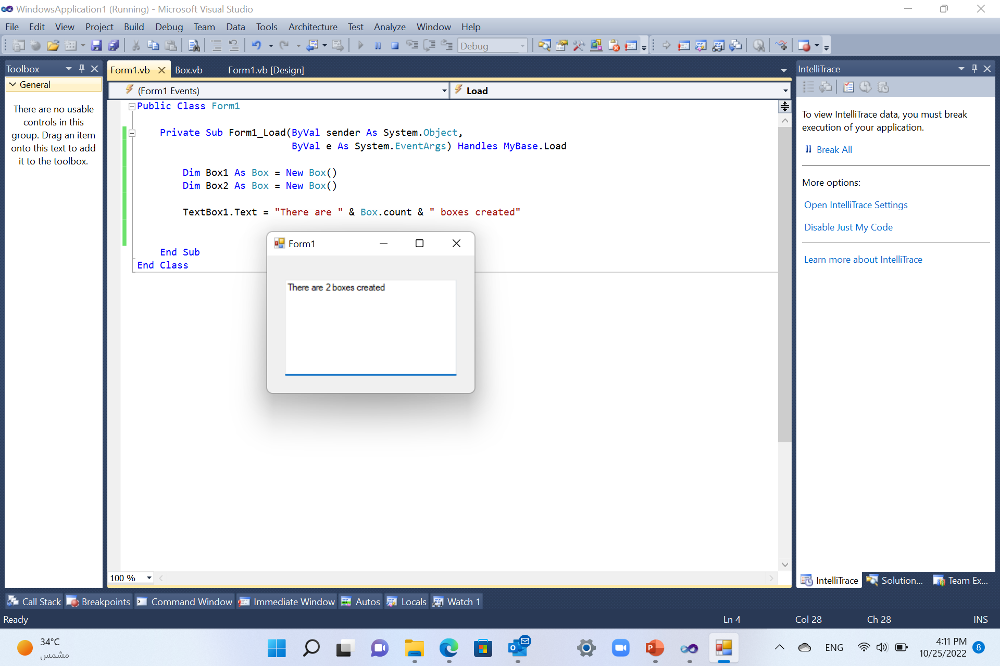 WindowsApplication1 (Running) - Microsoft Visual Studio
File Edit View Project Build Debug Team Data Tools Architecture Test Analyze Window Help
Debug
Toolbox
General
There are no usable
controls in this
group. Drag an item
onto this text to add
it to the toolbox.
Form1.vb Box.vb Form1.vb [Design]
(Form1 Events) Load
Public Class Form1
Private Sub Form1_Load(ByVal sender As System.Object,
ByVal e As System.EventArgs) Handles MyBase.Load
Dim Box1 As Box = New Box()
Dim Box2 As Box = New Box()
TextBox1.Text = "There are " & Box.count & " boxes created"
End Sub
End Class
Form1
There are 2 boxes created
100 %
IntelliTrace
To view IntelliTrace data, you must break
execution of your application.
Break All
More options:
Open IntelliTrace Settings
Disable Just My Code
Learn more about IntelliTrace
IntelliTrace Solution... Team Ex...
Call Stack Breakpoints Command Window Immediate Window Autos Locals Watch 1
Ready Ln 4 Col 28 Ch 28 INS
34°C
مشمس
ENG
4:11 PM
10/25/2022
8